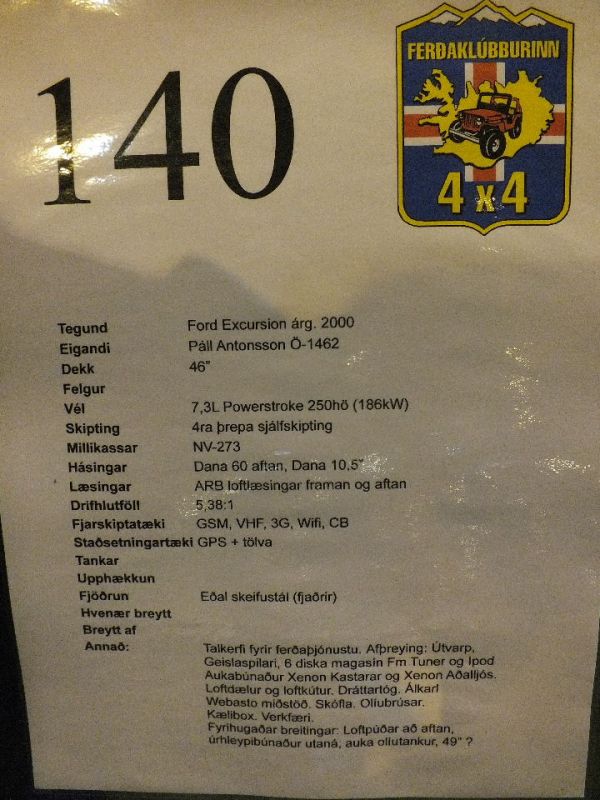 140
FERÐAKLÚBBURINN
4x4
Tegund Ford Excursion árg. 2000
Eigandi Páll Antonsson Ö-1462
Dekk 46"
Felgur
Vél 7,3L Powerstroke 250hö (186kW)
Skipting 4ra þrepa sjálfskipting
Millikassar NV-273
Hásingar Dana 60 aftan, Dana 10,5"
Læsingar ARB loftlæsingar framan og aftan
Drifhlutföll 5,38:1
Fjarskiptatæki GSM, VHF, 3G, Wifi, CB
Staðsetningartæki GPS + tölva
Tankar
Upphækkun
Fjöðrun Eðal skeifustál (fjaðrir)
Hvenær breytt
Breytt af
Annað: Talkerfi fyrir ferðaþjónustu. Afþreying: Útvarp,
Geislaspilari, 6 diska magasín Fm Tuner og Ipod
Aukabúnaður Xenon Kastarar og Xenon Aðalljós.
Loftdælur og loftkútur. Dráttartóg. Álkarl
Webasto miðstöð. Skófla. Olíubrúsar.
Kælibox. Verkfæri.
Fyrihugaðar breitingar: Loftpúðar að aftan,
úrhleypibúnaður utaná, auka olíutankur, 49" ?